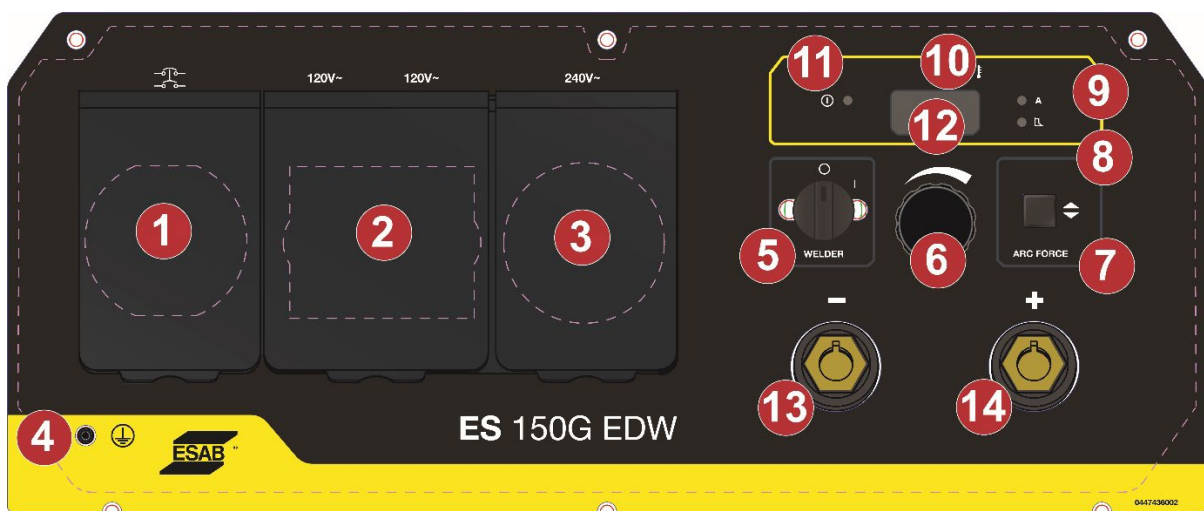 120V~ 120V~ 240V~
11 10
9
A
12
8
1 2 3
I
5 WELDER 6 ARC FORCE 7
- +
13 14
4 ESAB
ES 150G EDW
0447436002